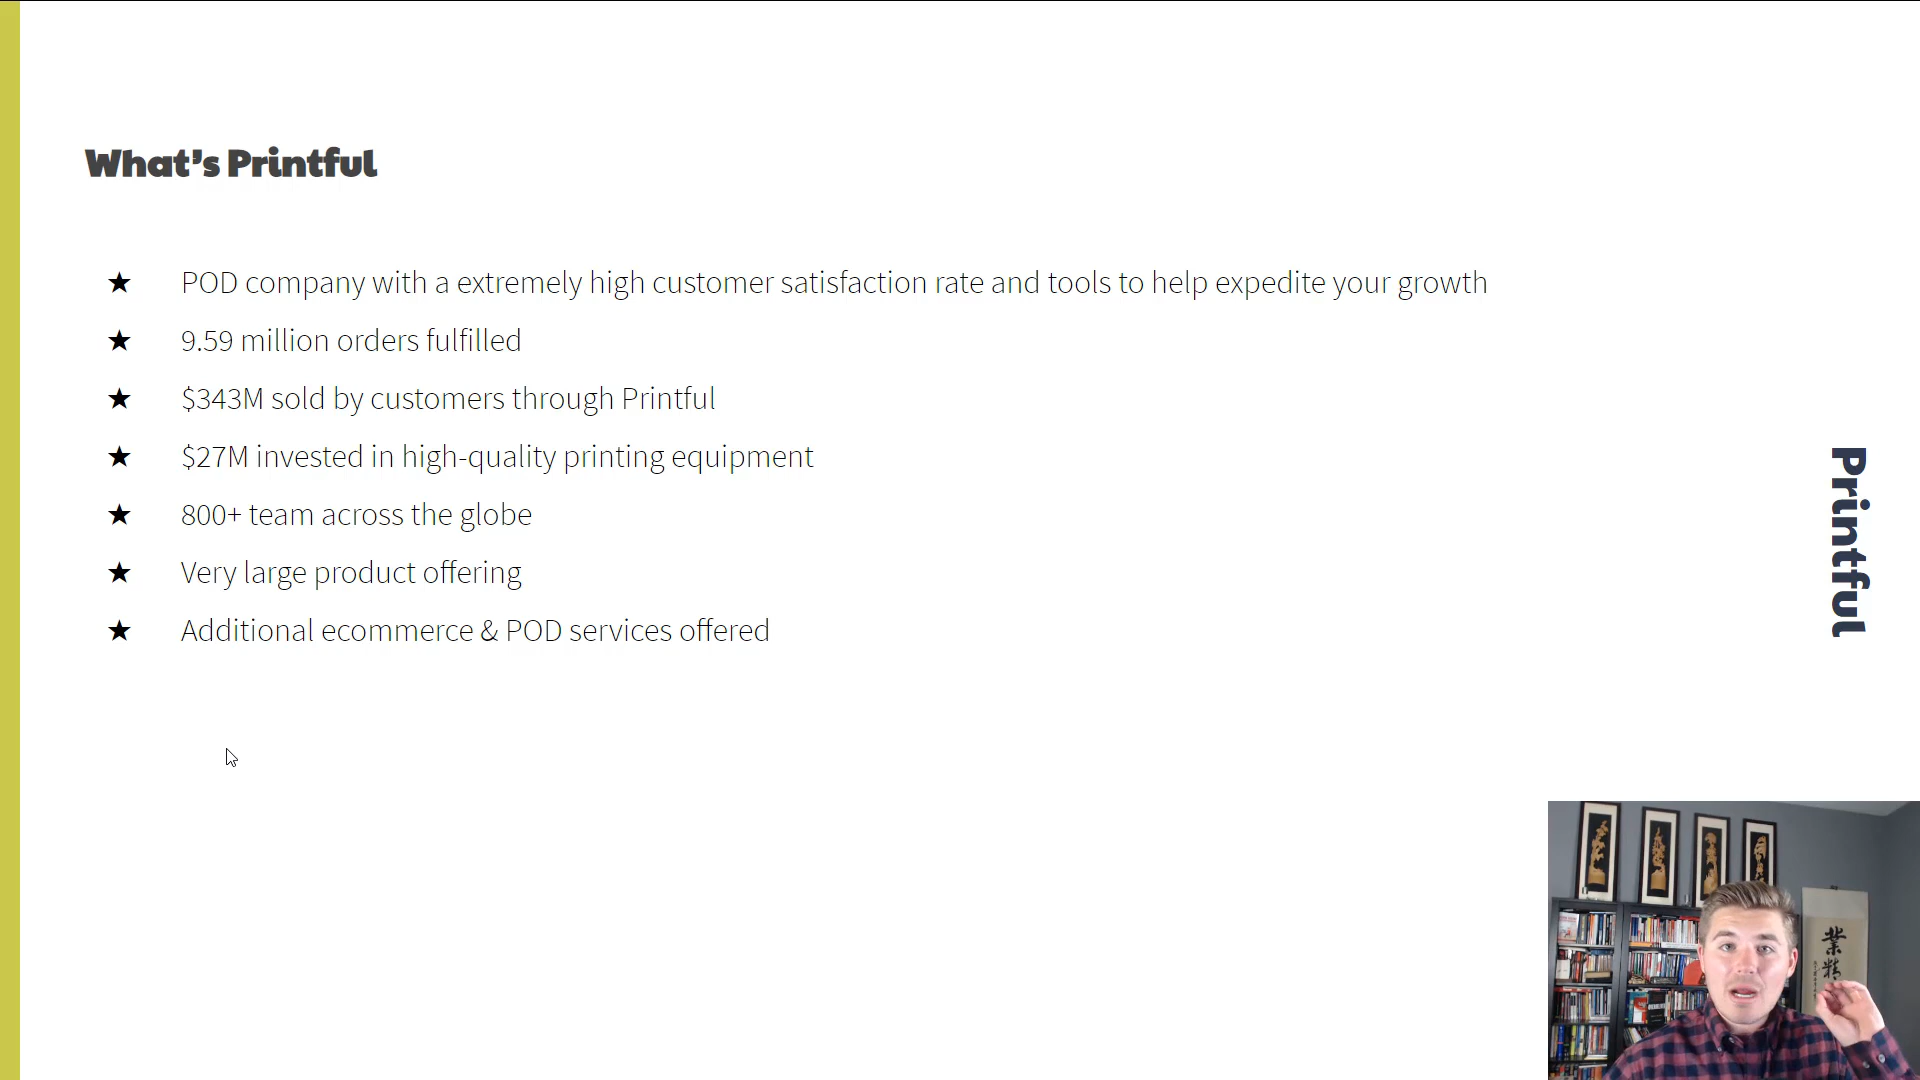 What's Printful
★ POD company with a extremely high customer satisfaction rate and tools to help expedite your growth
★ 9.59 million orders fulfilled
★ $343M sold by customers through Printful
★ $27M invested in high-quality printing equipment
★ 800+ team across the globe
★ Very large product offering
★ Additional ecommerce & POD services offered
Printful
業精